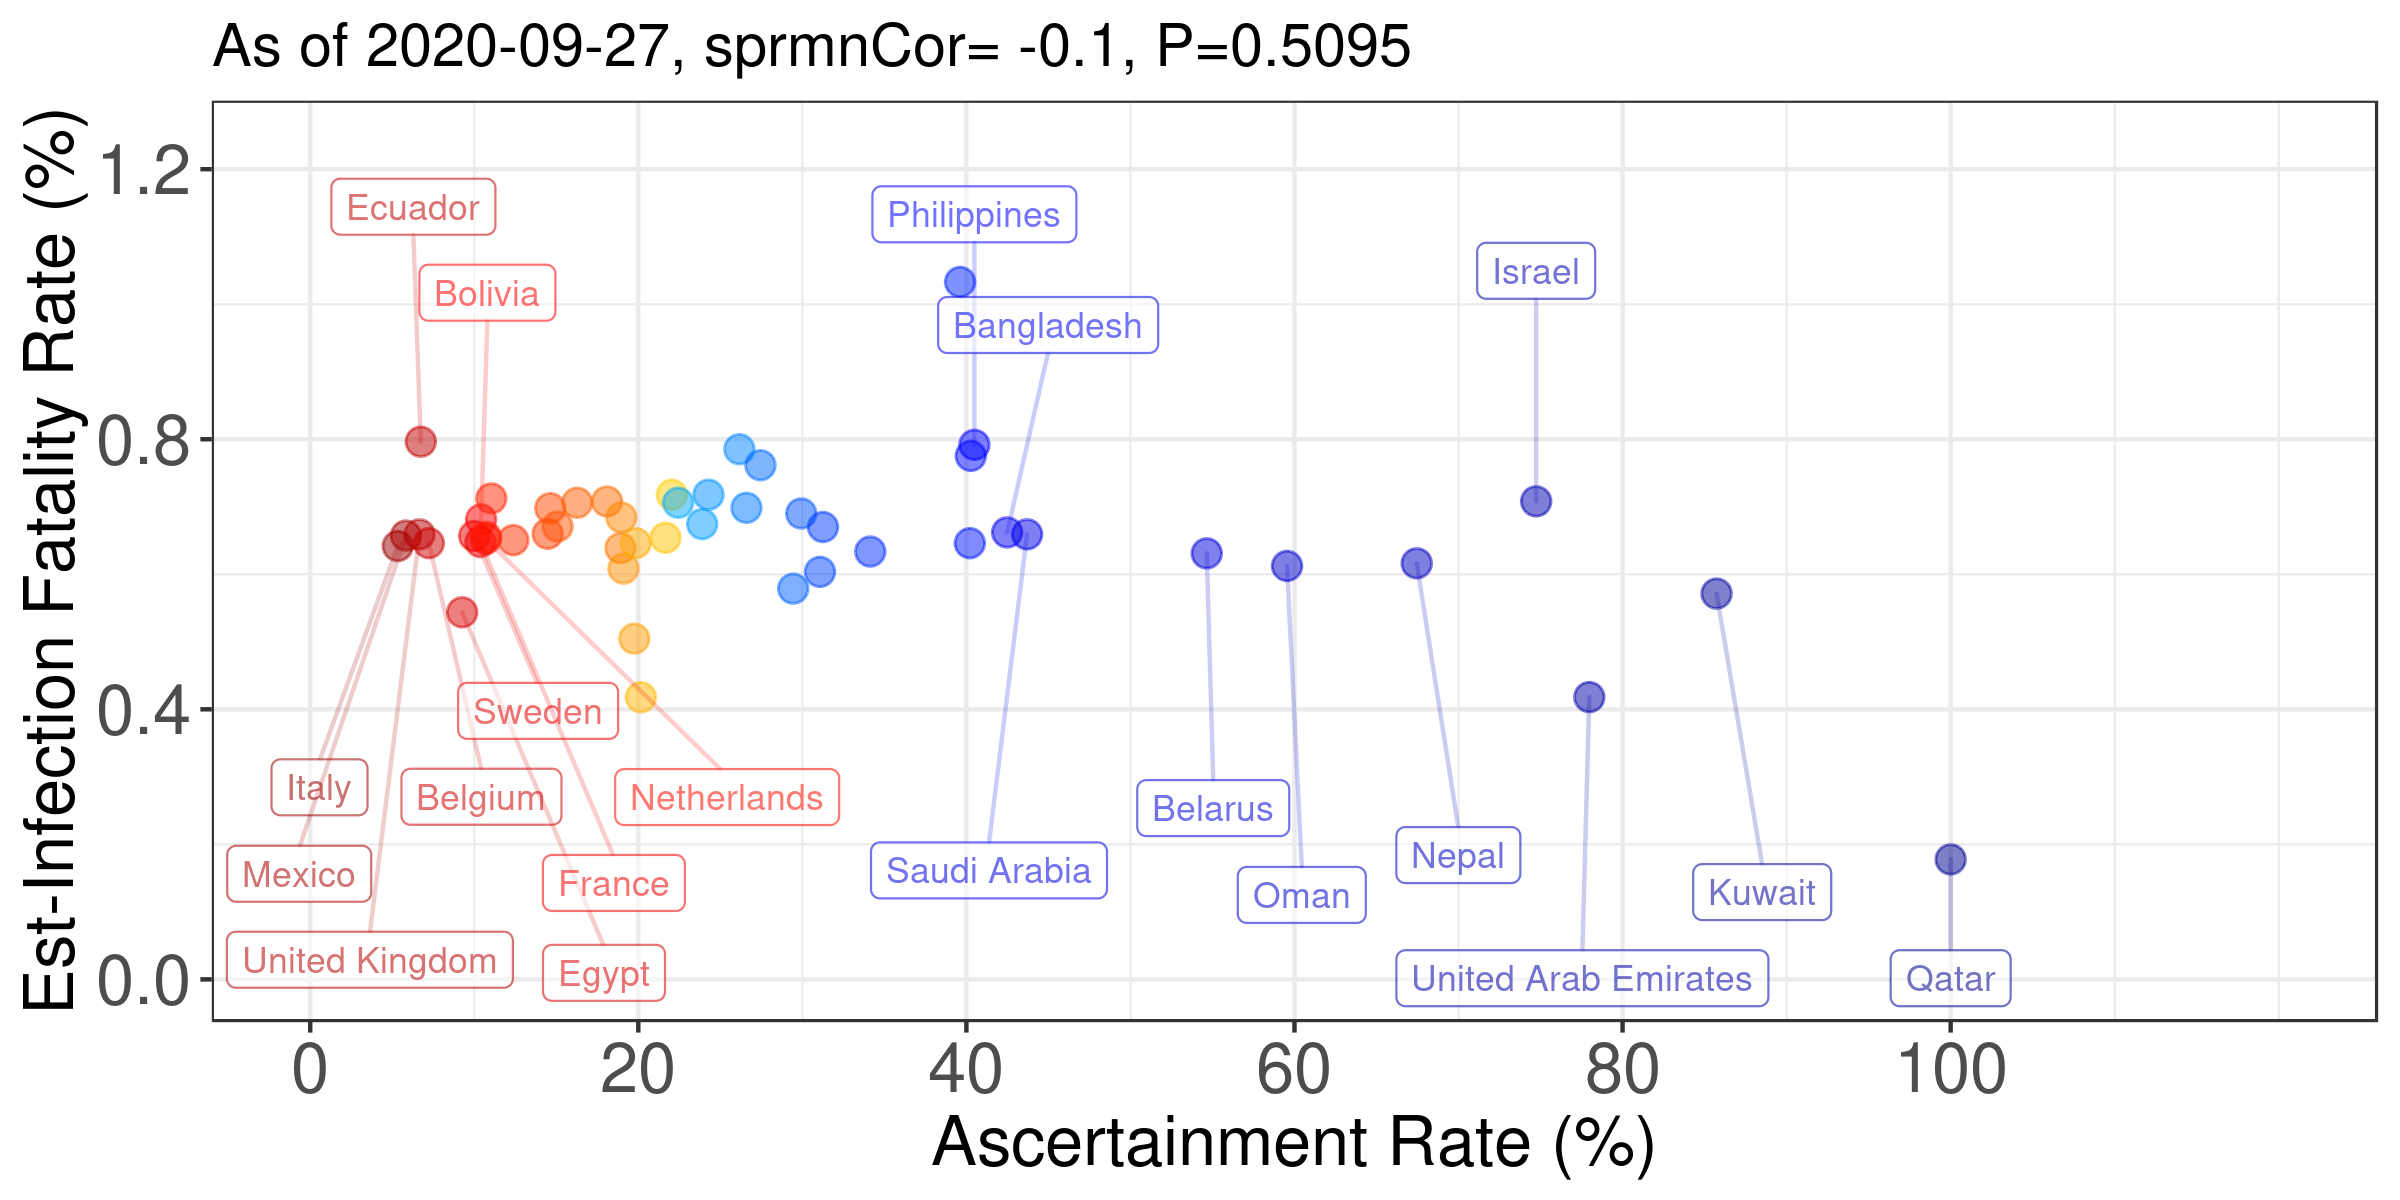 As of 2020-09-27, sprmnCor= -0.1, P=0.5095
Est-Infection Fatality Rate (%)
1.2
0.8
0.4
0.0
Ecuador
Philippines
Israel
Bolivia
Bangladesh
Sweden
Italy
Belgium
Netherlands
Belarus
Mexico
France
Saudi Arabia
Oman
Nepal
Kuwait
United Kingdom
Egypt
United Arab Emirates
Qatar
0 20 40 60 80 100
Ascertainment Rate (%)